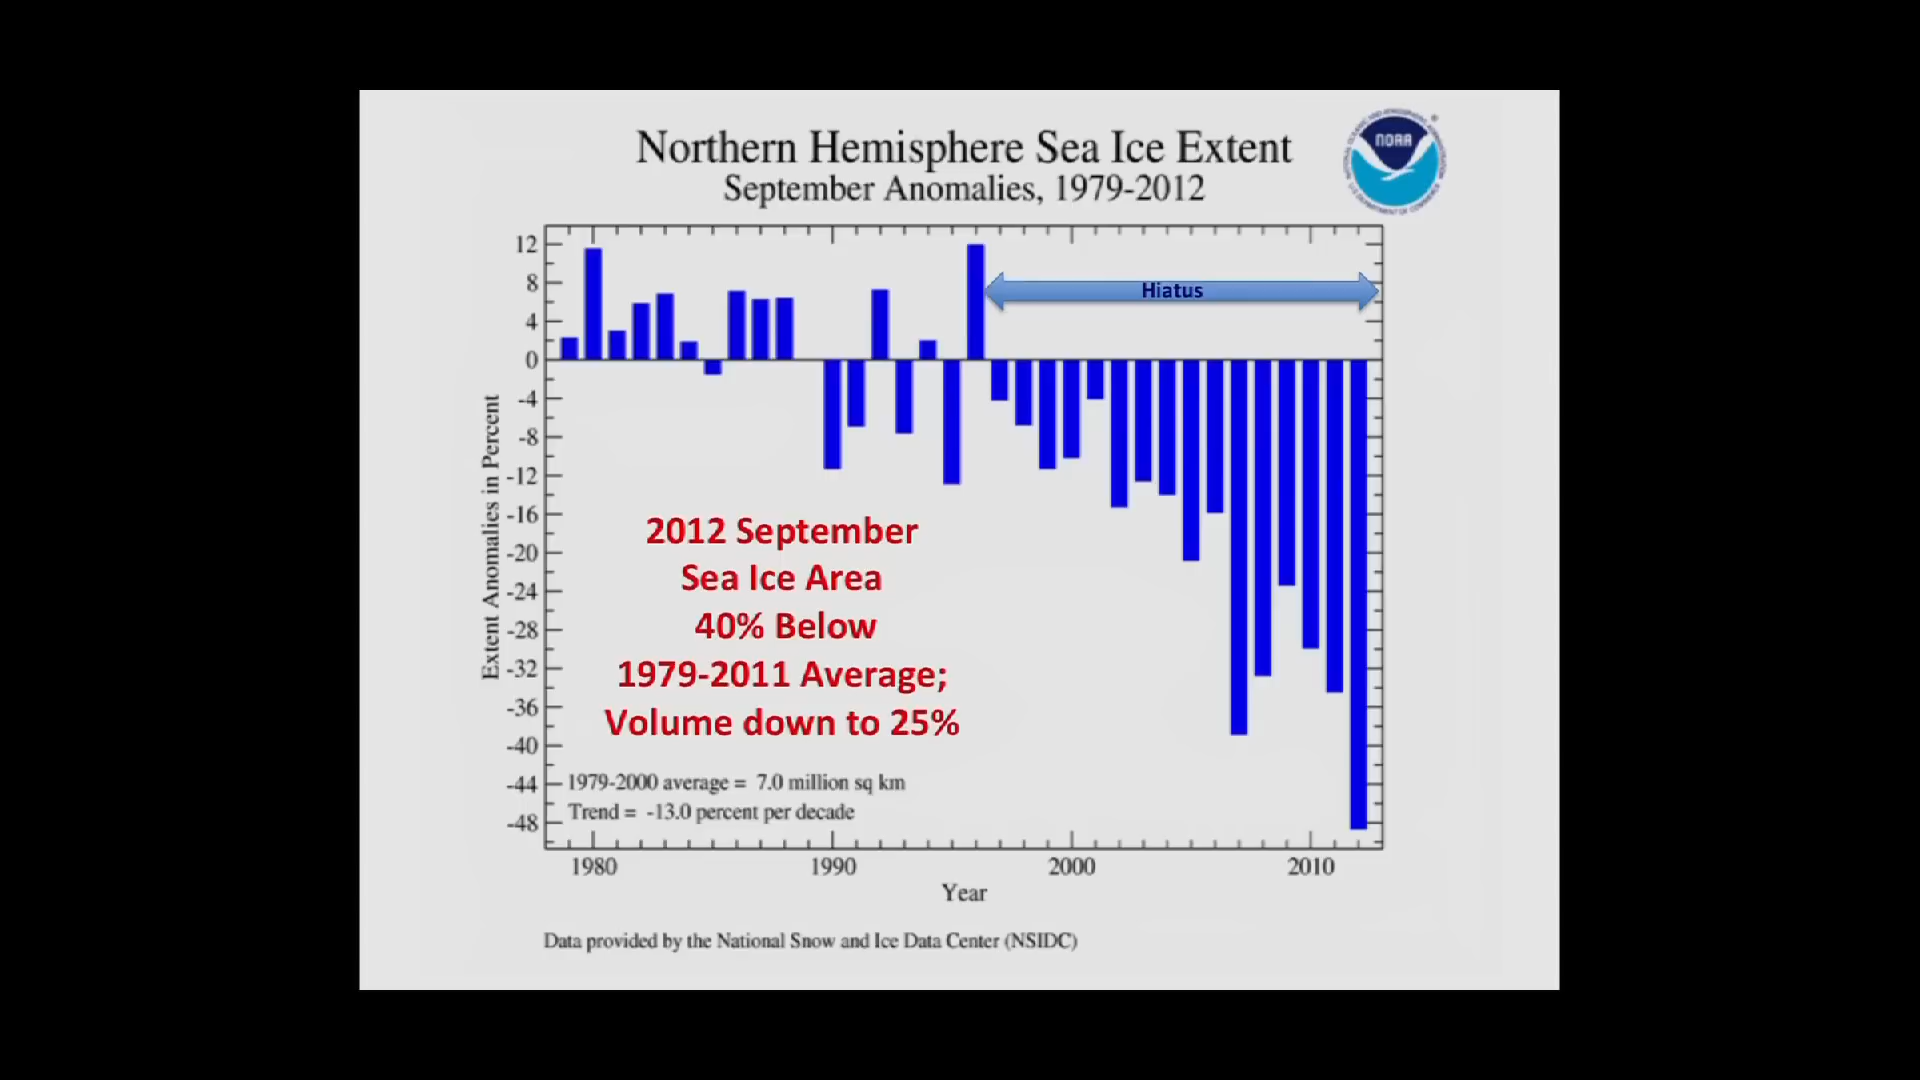 Northern Hemisphere Sea Ice Extent
September Anomalies, 1979-2012
NOAA
12
8
4
0
-4
-8
-12
-16
-20
-24
-28
-32
-36
-40
-44
-48
Extent Anomalies in Percent
Hiatus
2012 September
Sea Ice Area
40% Below
1979-2011 Average;
Volume down to 25%
1979-2000 average = 7.0 million sq km
Trend = -13.0 percent per decade
1980 1990 2000 2010
Year
Data provided by the National Snow and Ice Data Center (NSIDC)